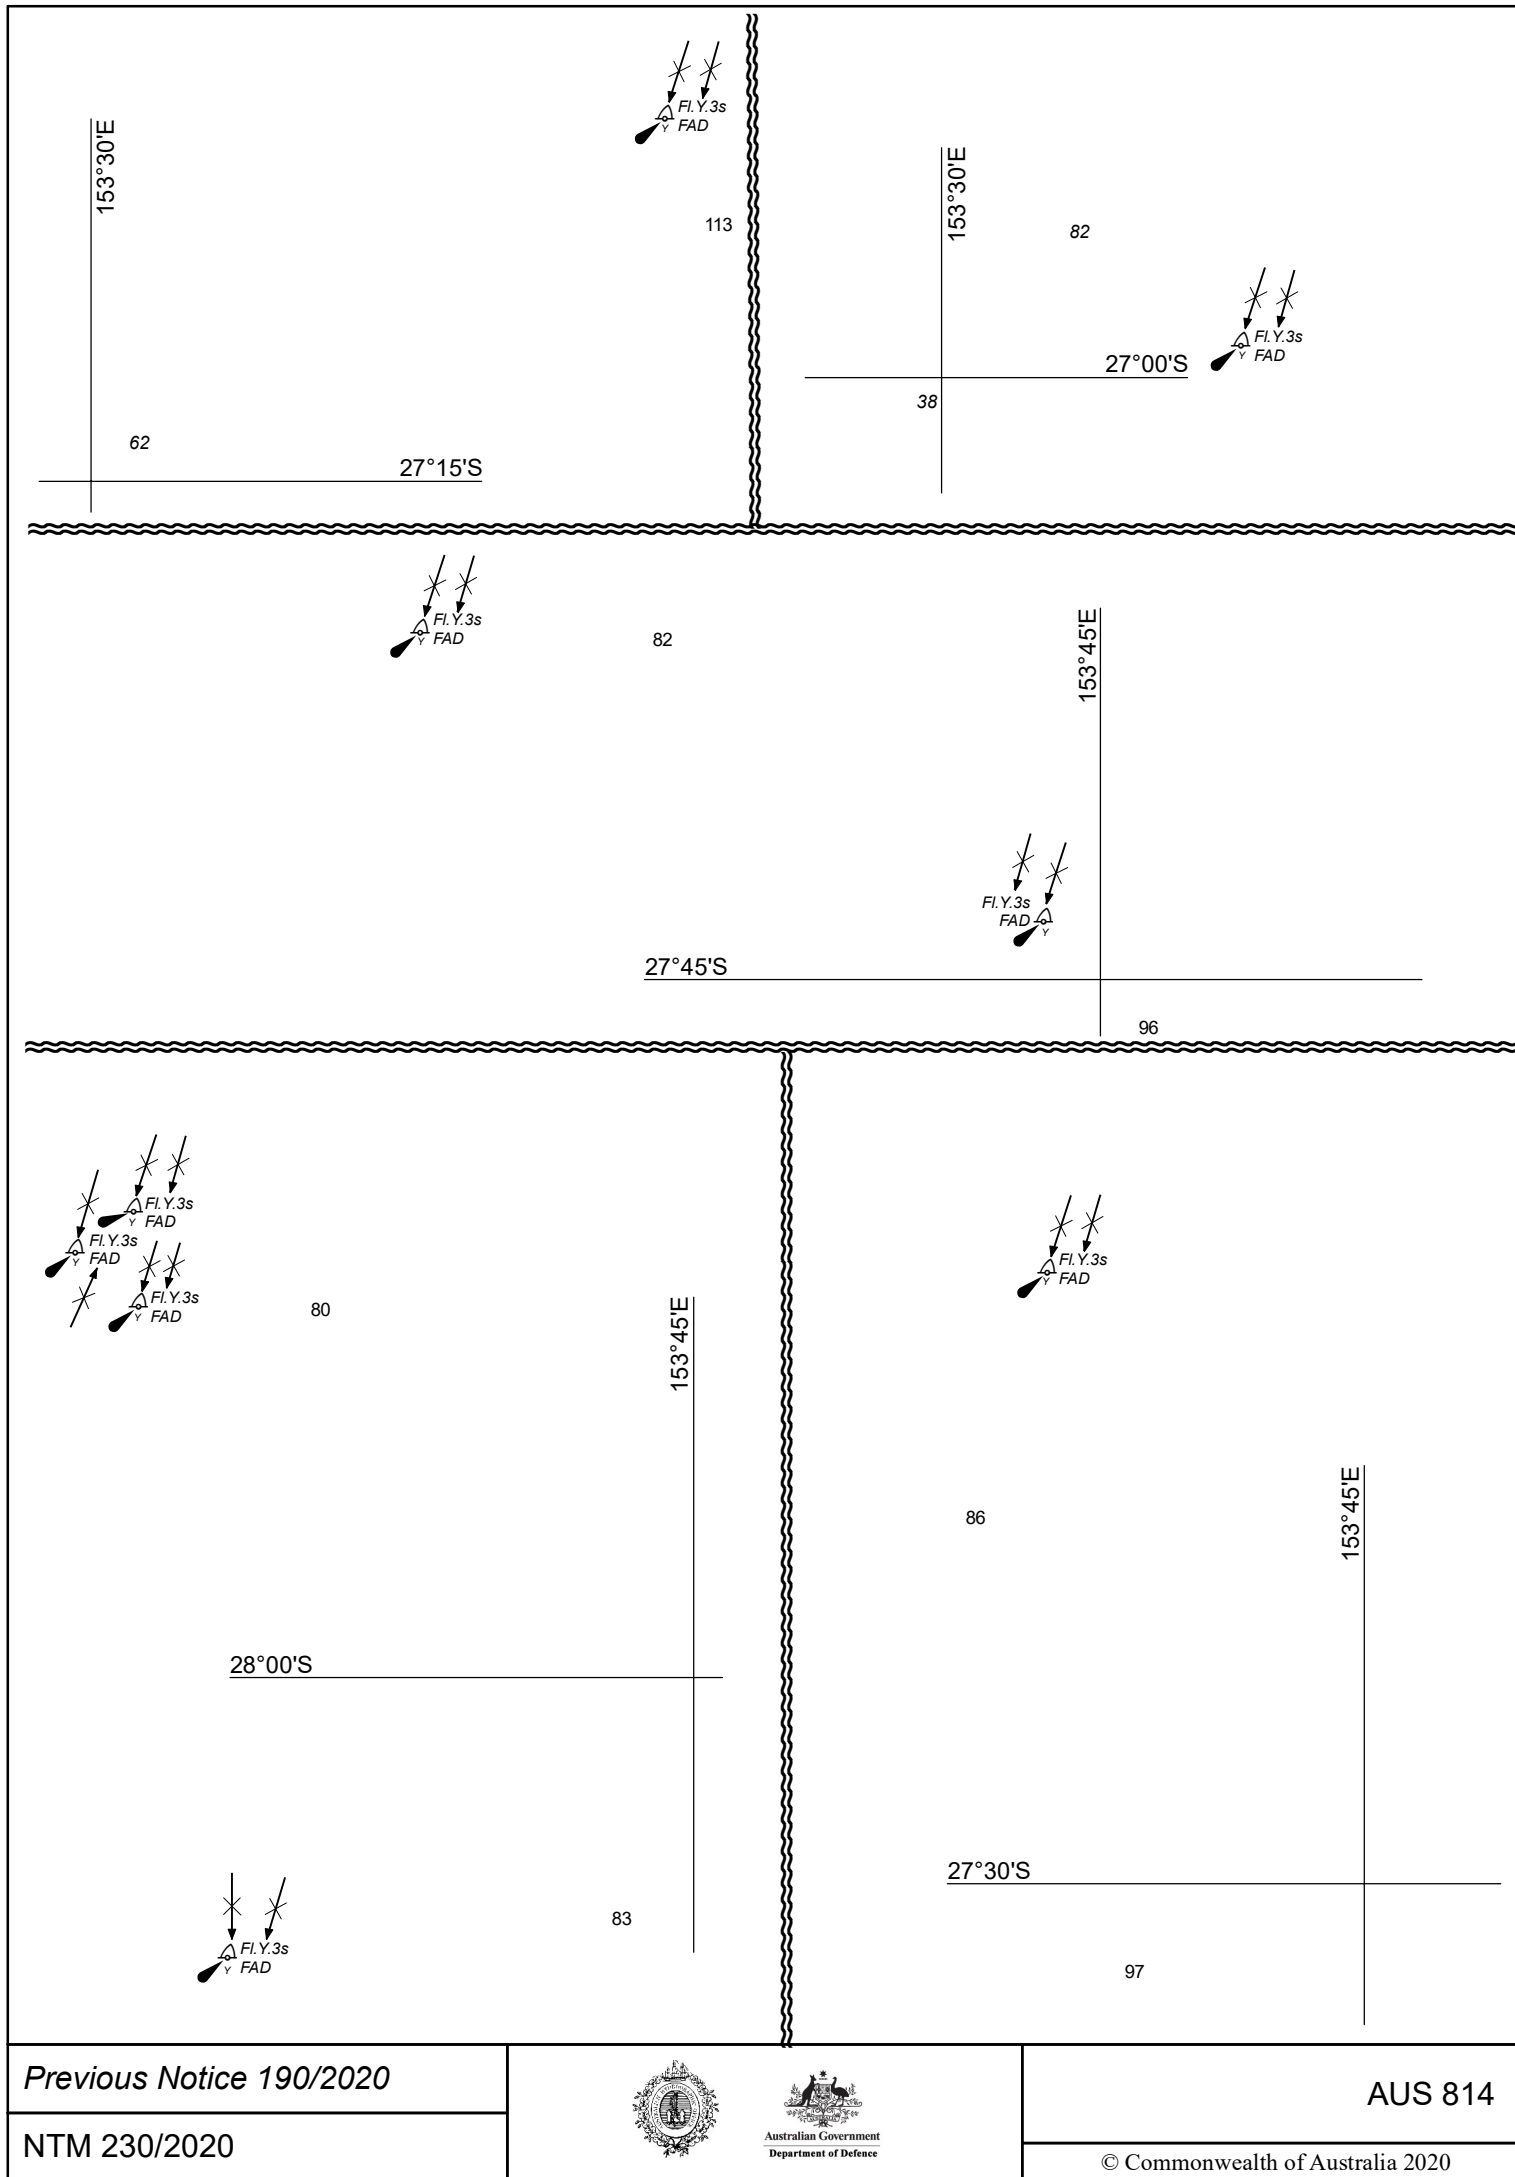 Fl.Y.3s
FAD
Y
153°30'E
113
62
27°15'S
153°30'E
82
Fl.Y.3s
FAD
Y
27°00'S
38
Fl.Y.3s
FAD
Y
82
153°45'E
Fl.Y.3s
FAD
Y
27°45'S
96
Fl.Y.3s
FAD
Y
Fl.Y.3s
FAD
Y
Fl.Y.3s
FAD
Y
80
153°45'E
28°00'S
83
Fl.Y.3s
FAD
Y
Fl.Y.3s
FAD
Y
86
153°45'E
27°30'S
97
Previous Notice 190/2020
NTM 230/2020
Australian Government
Department of Defence
AUS 814
© Commonwealth of Australia 2020